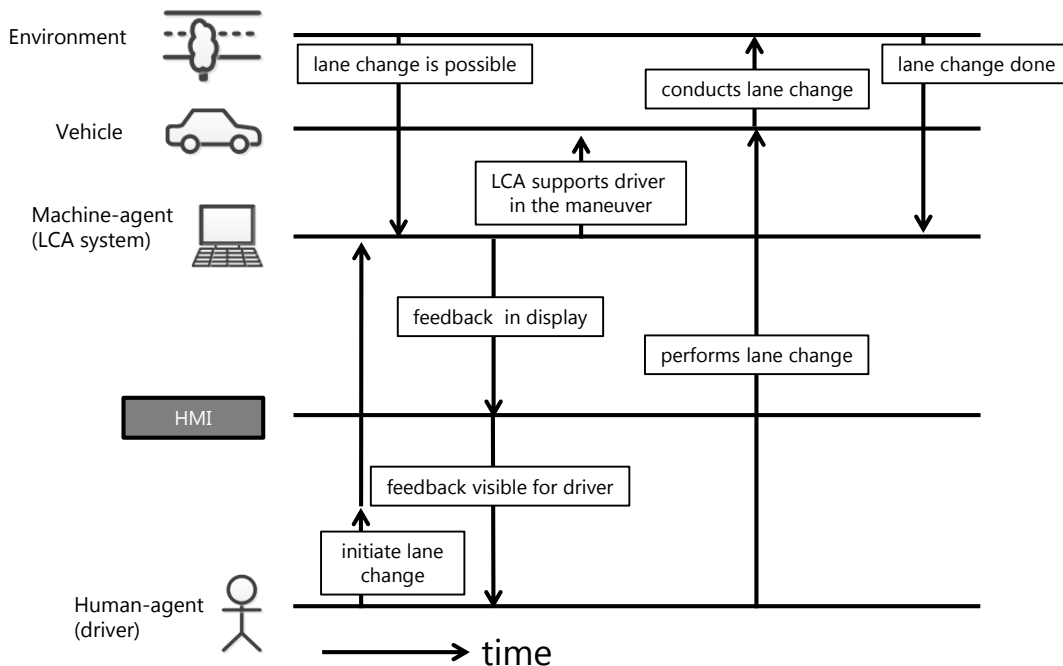 Environment
lane change is possible
lane change done
conducts lane change
Vehicle
LCA supports driver
in the maneuver
Machine-agent
(LCA system)
feedback in display
performs lane change
HMI
feedback visible for driver
initiate lane
change
Human-agent
(driver)
time